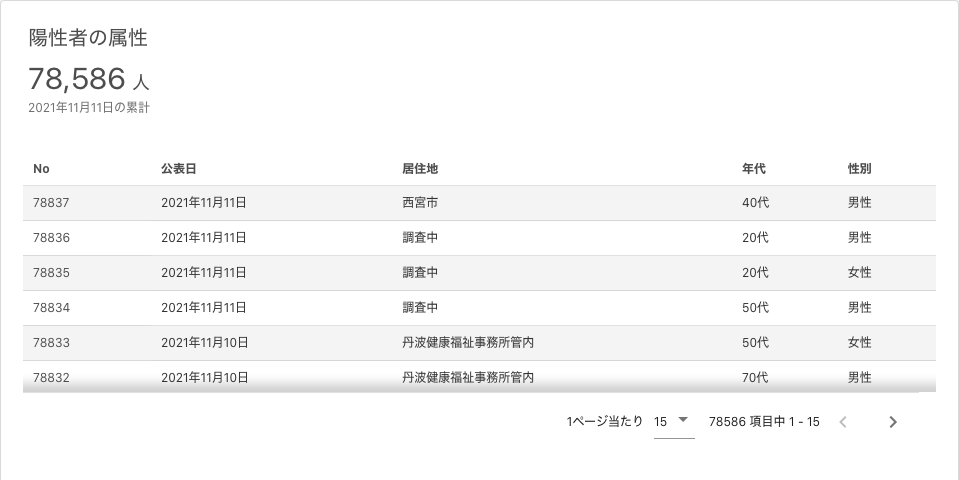 陽性者の属性
78,586 人
2021年11月11日の累計
No 公表日 居住地 年代 性別
78837 2021年11月11日 西宮市 40代 男性
78836 2021年11月11日 調査中 20代 男性
78835 2021年11月11日 調査中 20代 女性
78834 2021年11月11日 調査中 50代 男性
78833 2021年11月10日 丹波健康福祉事務所管内 50代 女性
78832 2021年11月10日 丹波健康福祉事務所管内 70代 男性
1ページ当たり 15 78586 項目中 1 - 15